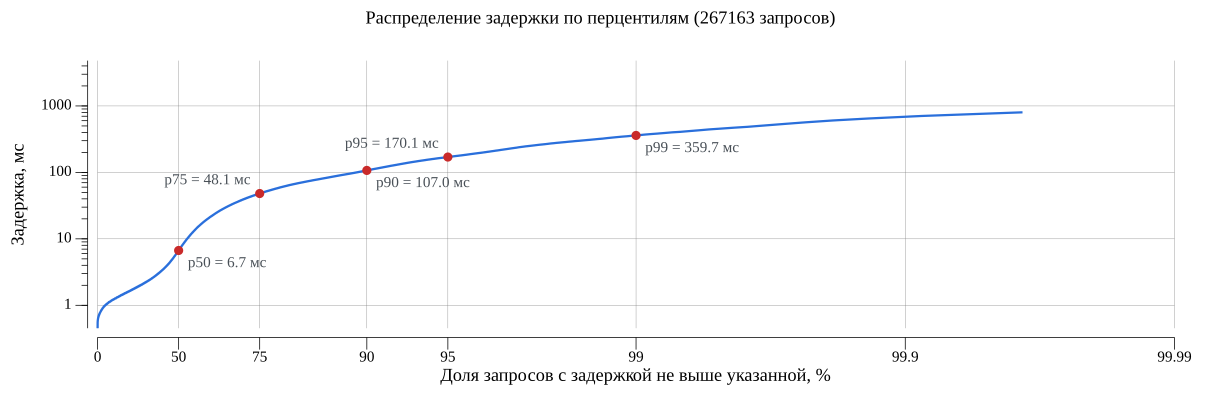 Распределение задержки по перцентилям (267163 запросов)
Задержка, мс
1000
100
10
1
p50 = 6.7 мс
p75 = 48.1 мс
p90 = 107.0 мс
p95 = 170.1 мс
p99 = 359.7 мс
0 50 75 90 95 99 99.9 99.99
Доля запросов с задержкой не выше указанной, %